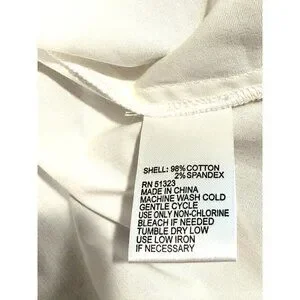 SHELL: 98% COTTON
2% SPANDEX
RN 51323
MADE IN CHINA
MACHINE WASH COLD
GENTLE CYCLE
USE ONLY NON-CHLORINE
BLEACH IF NEEDED
TUMBLE DRY LOW
USE LOW IRON
IF NECESSARY